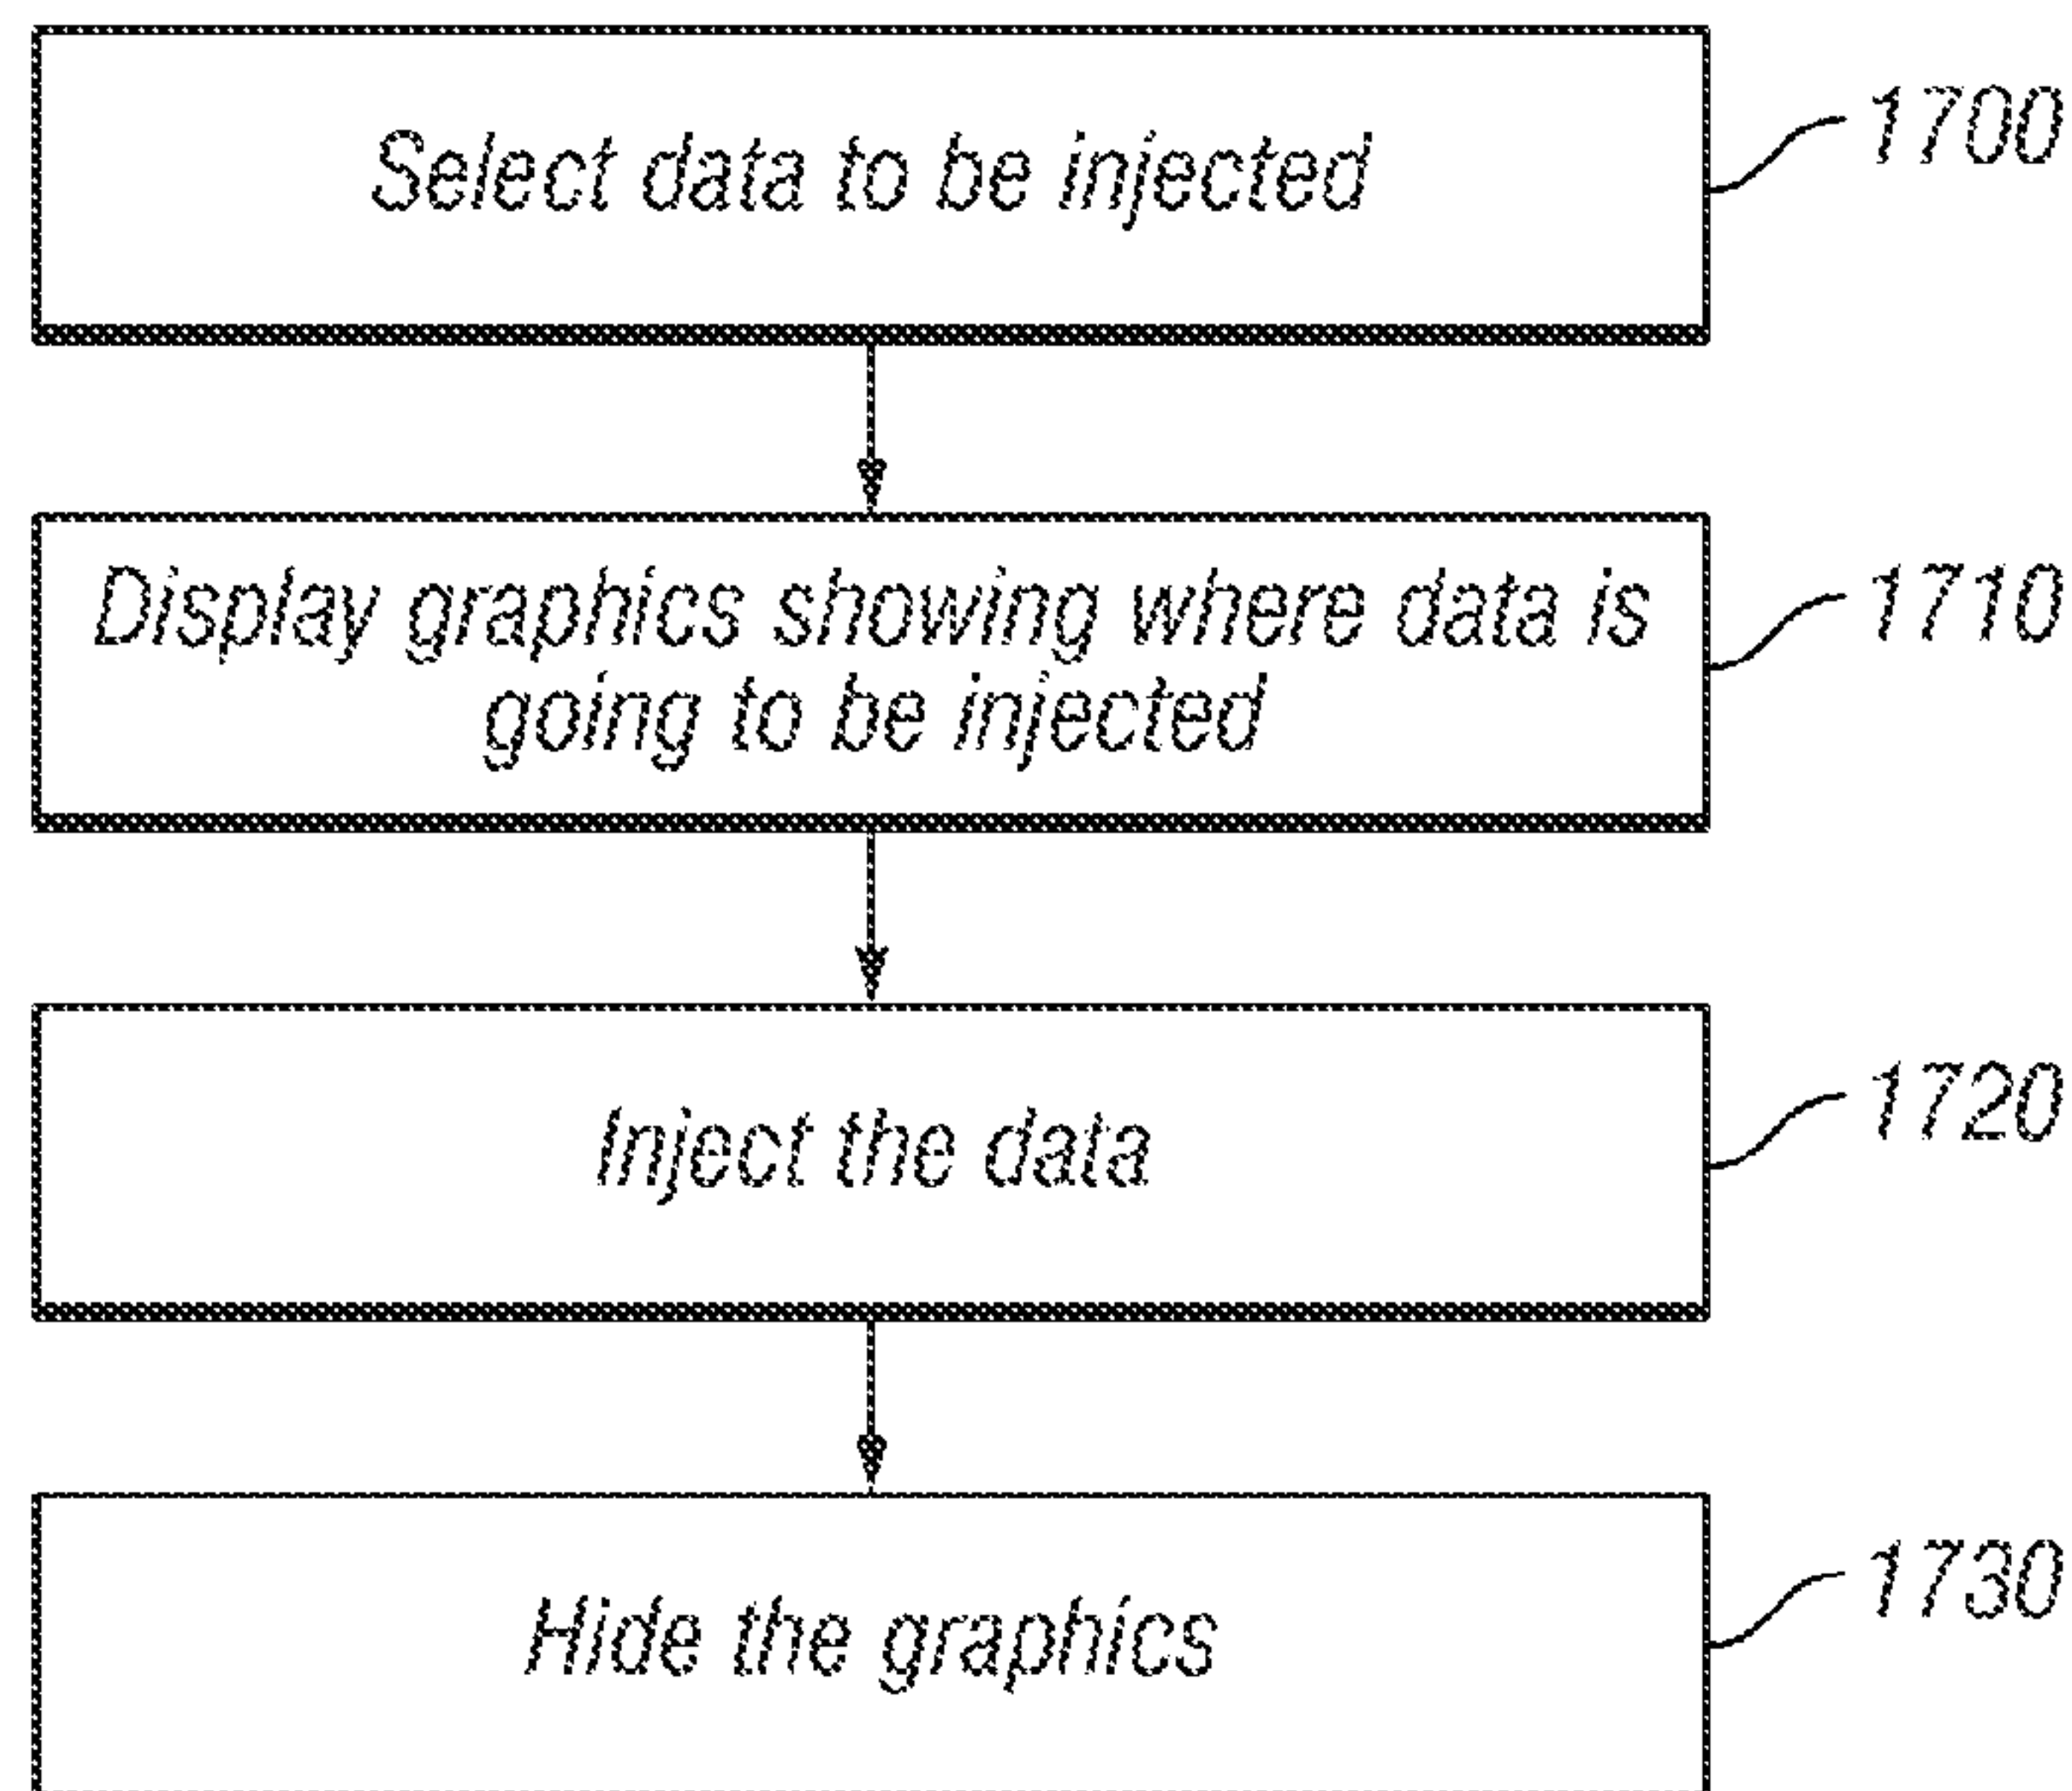 Select data to be injected
1700
Display graphics showing where data is
going to be injected
1710
Inject the data
1720
Hide the graphics
1730